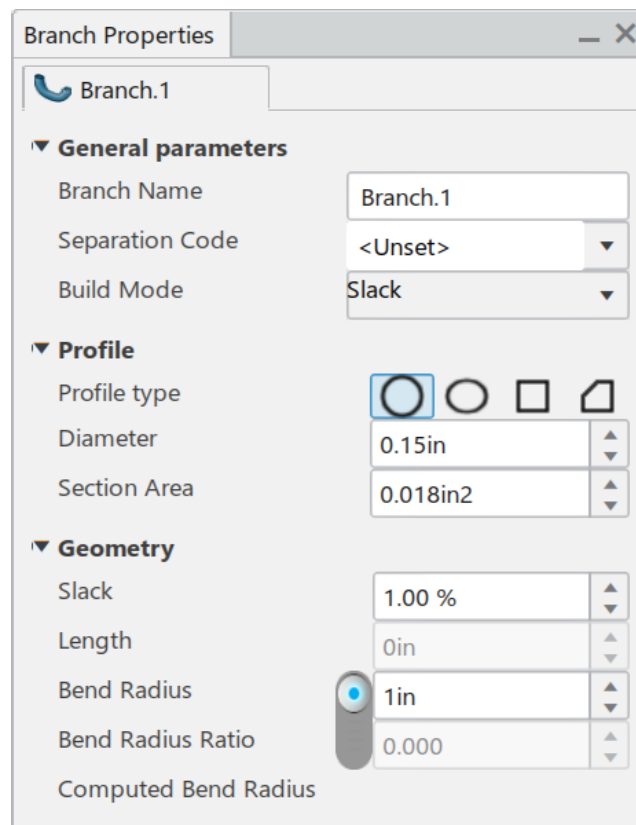 Branch Properties
Branch.1
General parameters
Branch Name Branch.1
Separation Code <Unset>
Build Mode Slack
Profile
Profile type
Diameter 0.15in
Section Area 0.018in2
Geometry
Slack 1.00 %
Length 0in
Bend Radius 1in
Bend Radius Ratio 0.000
Computed Bend Radius